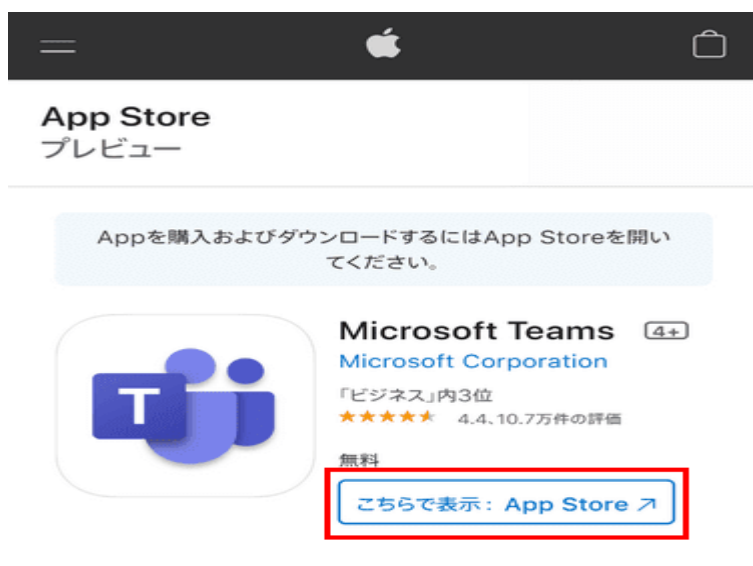 App Store
プレビュー
Appを購入およびダウンロードするにはApp Storeを開い
てください。
Microsoft Teams 4+
Microsoft Corporation
「ビジネス」内3位
★★★★★ 4.4、10.7万件の評価
無料
こちらで表示: App Store ↗
T